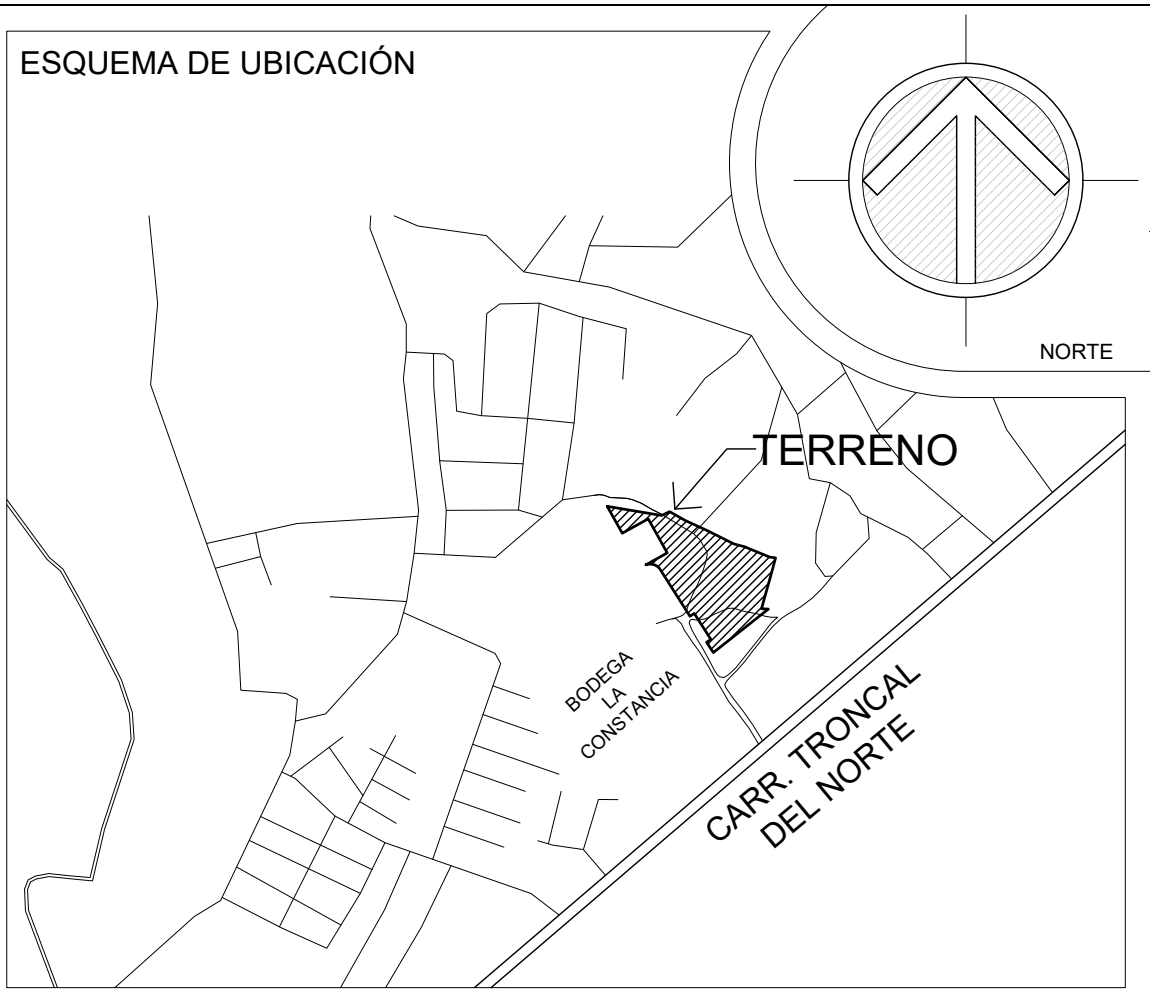 ESQUEMA DE UBICACIÓN
NORTE
TERRENO
BODEGA
LA
CONSTANCIA
CARR. TRONCAL
DEL NORTE